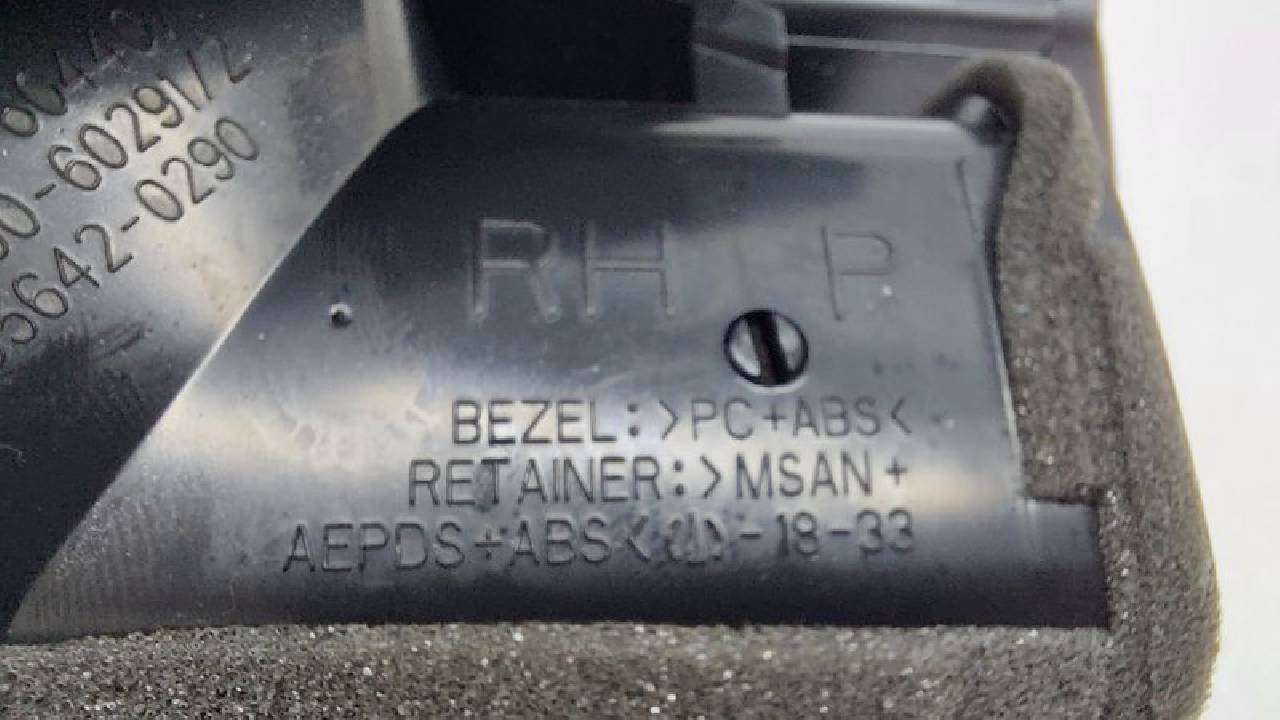 60291/2
5642-0290
RH P
BEZEL:>PC+ABS<
RETAINER:>MSAN+
AEPDS+ABS< -18-33